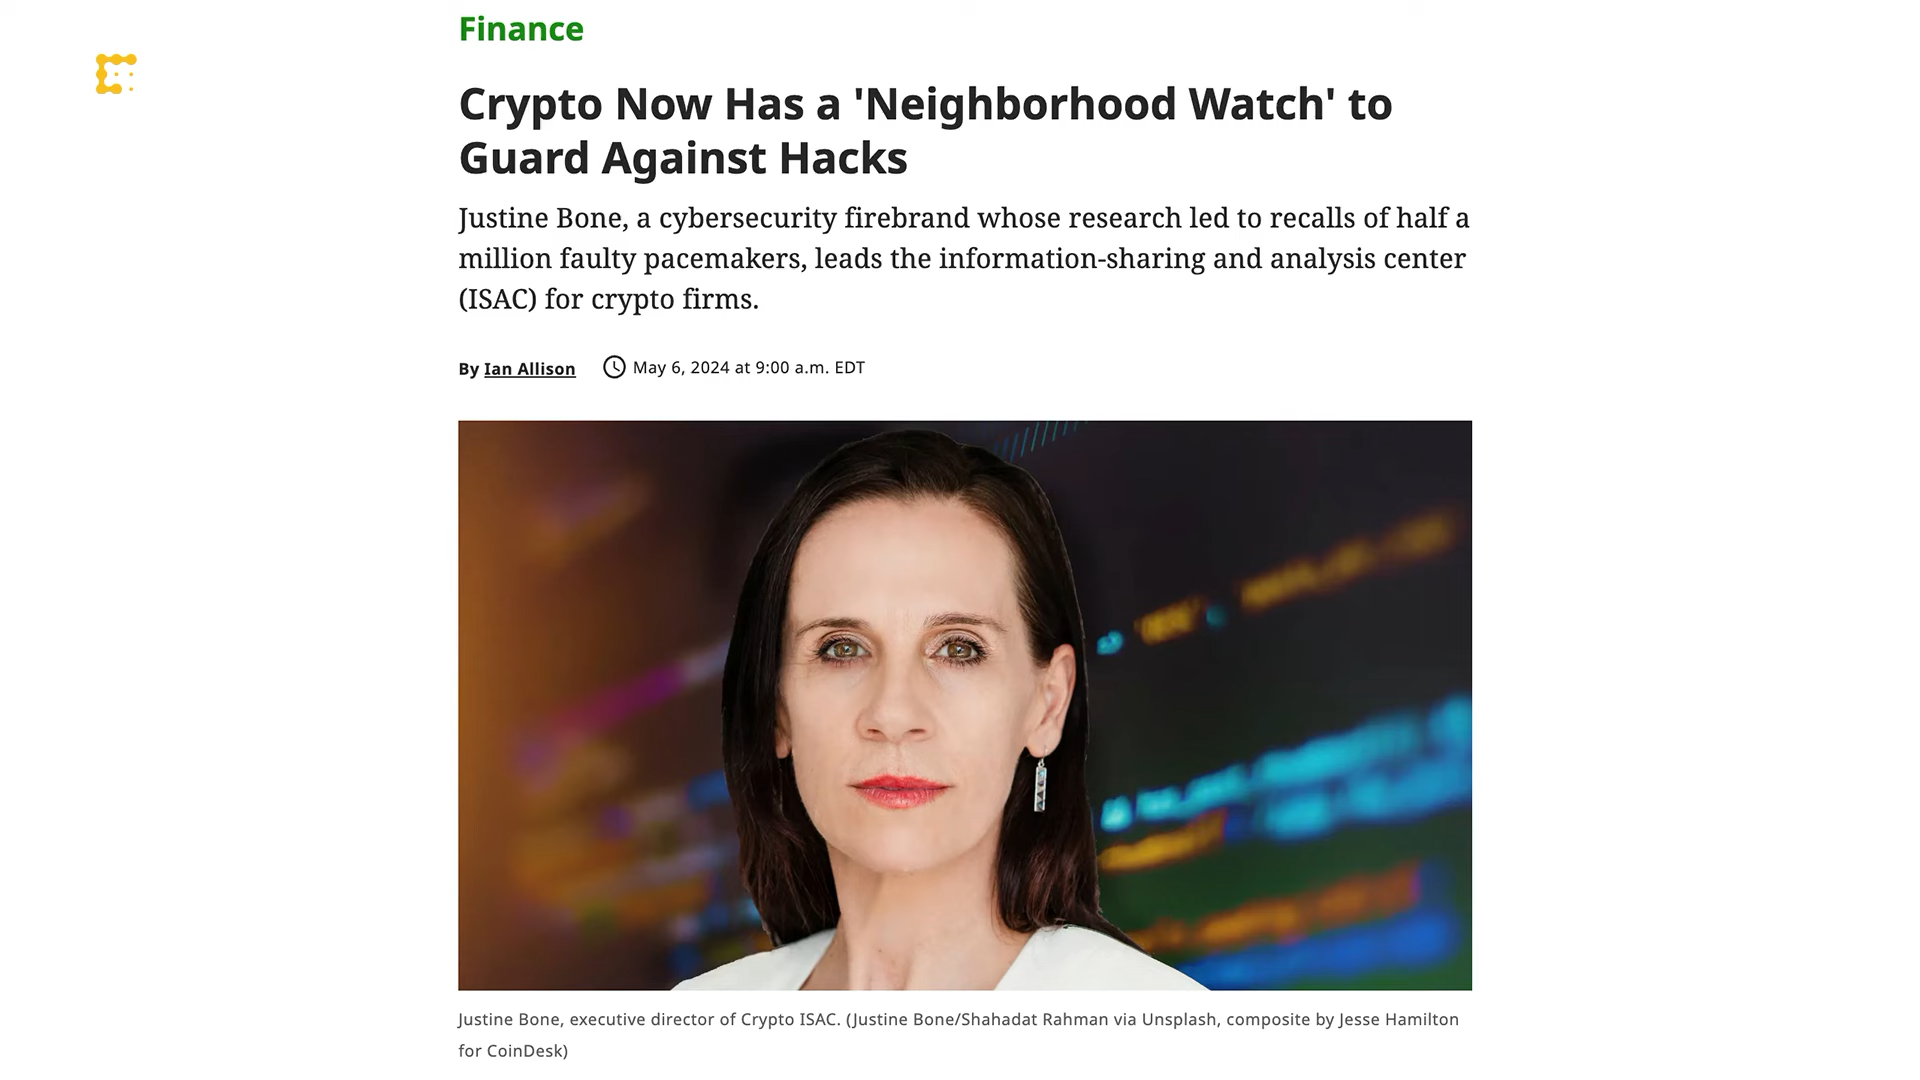 Finance
Crypto Now Has a 'Neighborhood Watch' to
Guard Against Hacks
Justine Bone, a cybersecurity firebrand whose research led to recalls of half a
million faulty pacemakers, leads the information-sharing and analysis center
(ISAC) for crypto firms.
By Ian Allison May 6, 2024 at 9:00 a.m. EDT
Justine Bone, executive director of Crypto ISAC. (Justine Bone/Shahadat Rahman via Unsplash, composite by Jesse Hamilton
for CoinDesk)